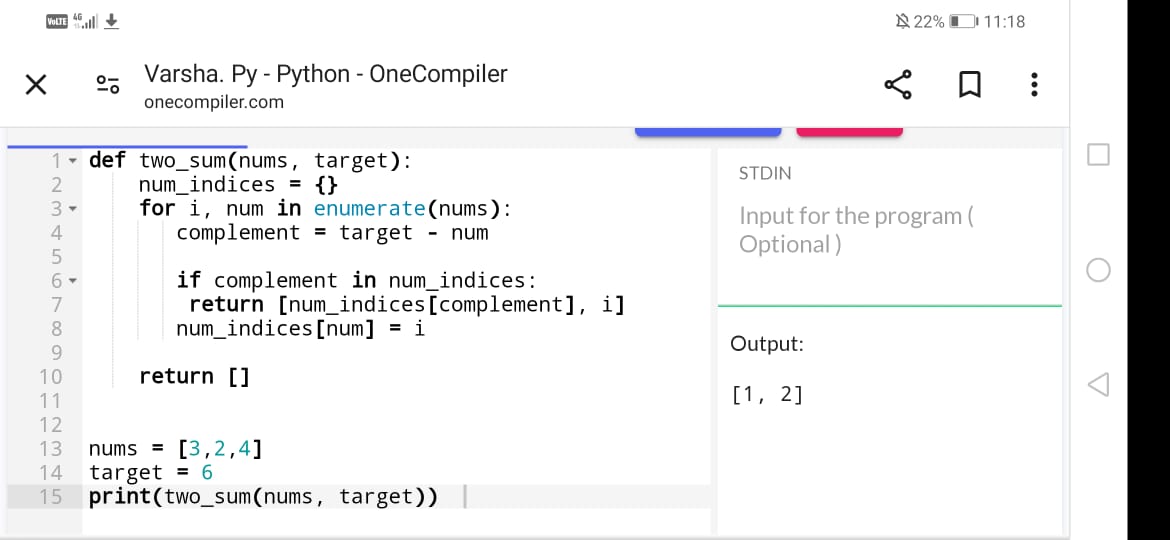 VoLTE 4G 22% 11:18
Varsha. Py - Python - OneCompiler
onecompiler.com
1 def two_sum(nums, target):
2 num_indices = {}
3 for i, num in enumerate(nums):
4 complement = target - num
5
6 if complement in num_indices:
7 return [num_indices[complement], i]
8 num_indices[num] = i
9
10 return []
11
12
13 nums = [3,2,4]
14 target = 6
15 print(two_sum(nums, target))
STDIN
Input for the program (
Optional )
Output:
[1, 2]